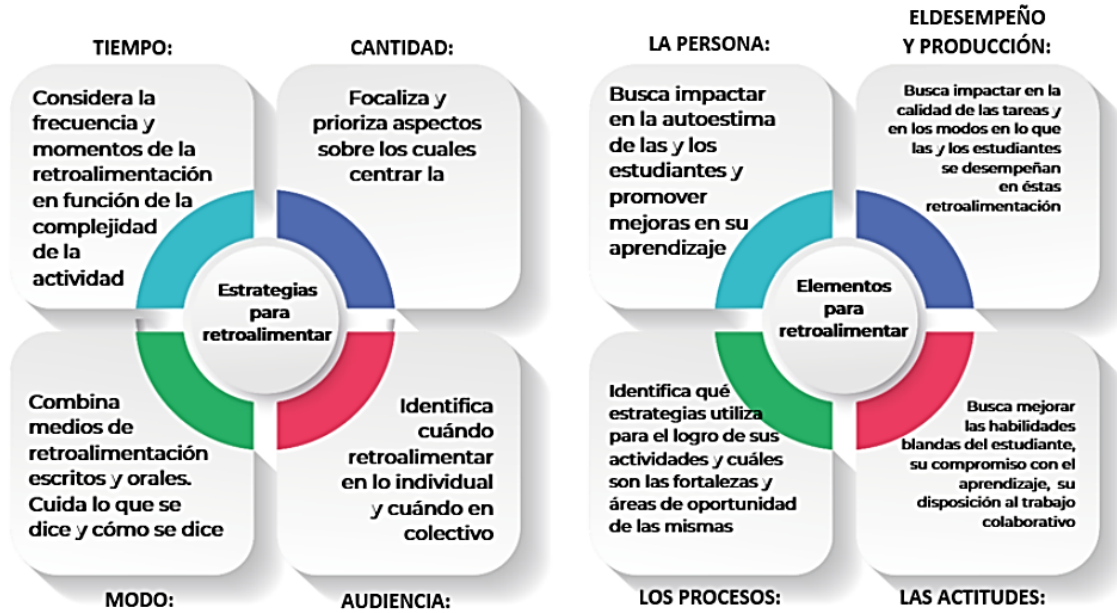 TIEMPO:
Considera la
frecuencia y
momentos de la
retroalimentación
en función de la
complejidad
de la
actividad
CANTIDAD:
Focaliza y
prioriza aspectos
sobre los cuales
centrar la
Estrategias
para
retroalimentar
Combina
medios de
retroalimentación
escritos y orales.
Cuida lo que se
dice y cómo se dice
MODO:
Identifica
cuándo
retroalimentar
en lo individual
y cuándo en
colectivo
AUDIENCIA:
LA PERSONA:
Busca impactar
en la autoestima
de las y los
estudiantes y
promover
mejoras en su
aprendizaje
ELDESEMPEÑO
Y PRODUCCIÓN:
Busca impactar en la
calidad de las tareas y
en los modos en lo que
las y los estudiantes
se desempeñan
en éstas
retroalimentación
Elementos
para
retroalimentar
Identifica qué
estrategias utiliza
para el logro de sus
actividades y cuáles
son las fortalezas y
áreas de oportunidad
de las mismas
LOS PROCESOS:
Busca mejorar
las habilidades
blandas del estudiante,
su compromiso con el
aprendizaje, su
disposición al trabajo
colaborativo
LAS ACTITUDES: